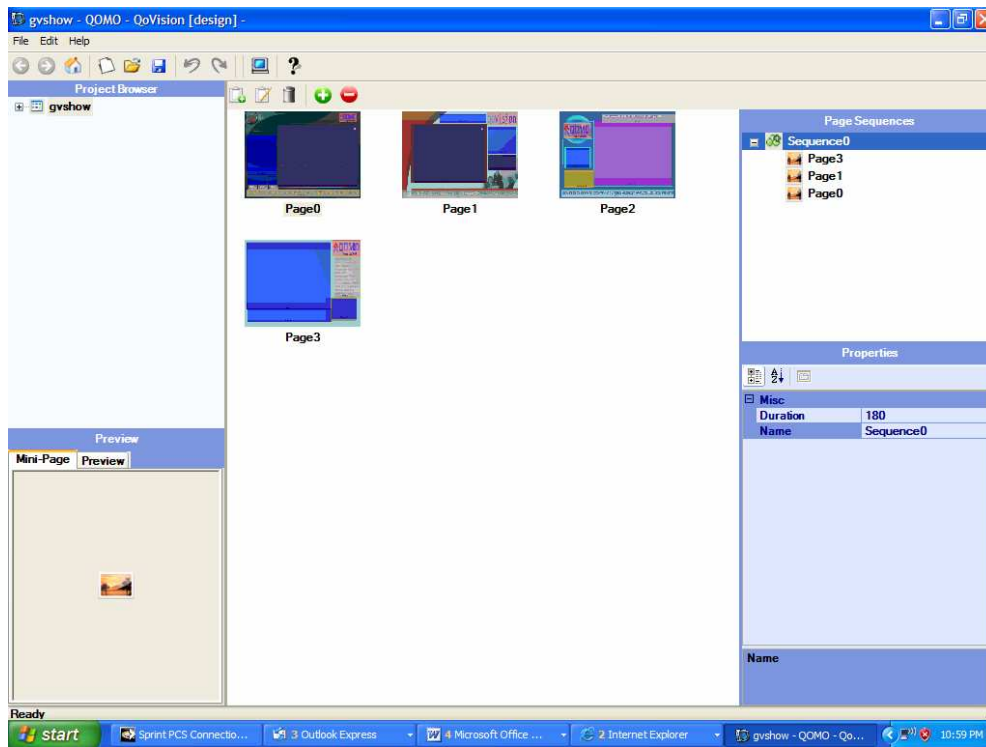 gvshow - QOMO - QoVision [design] -
File Edit Help
Project Browser
gvshow
Page0
Page1
Page2
Page3
Page Sequences
Sequence0
Page3
Page1
Page0
Properties
Misc
Duration 180
Name Sequence0
Preview
Mini-Page Preview
Name
Ready
start
Sprint PCS Connectio...
3 Outlook Express
4 Microsoft Office ...
2 Internet Explorer
gvshow - QOMO - Qo...
10:59 PM